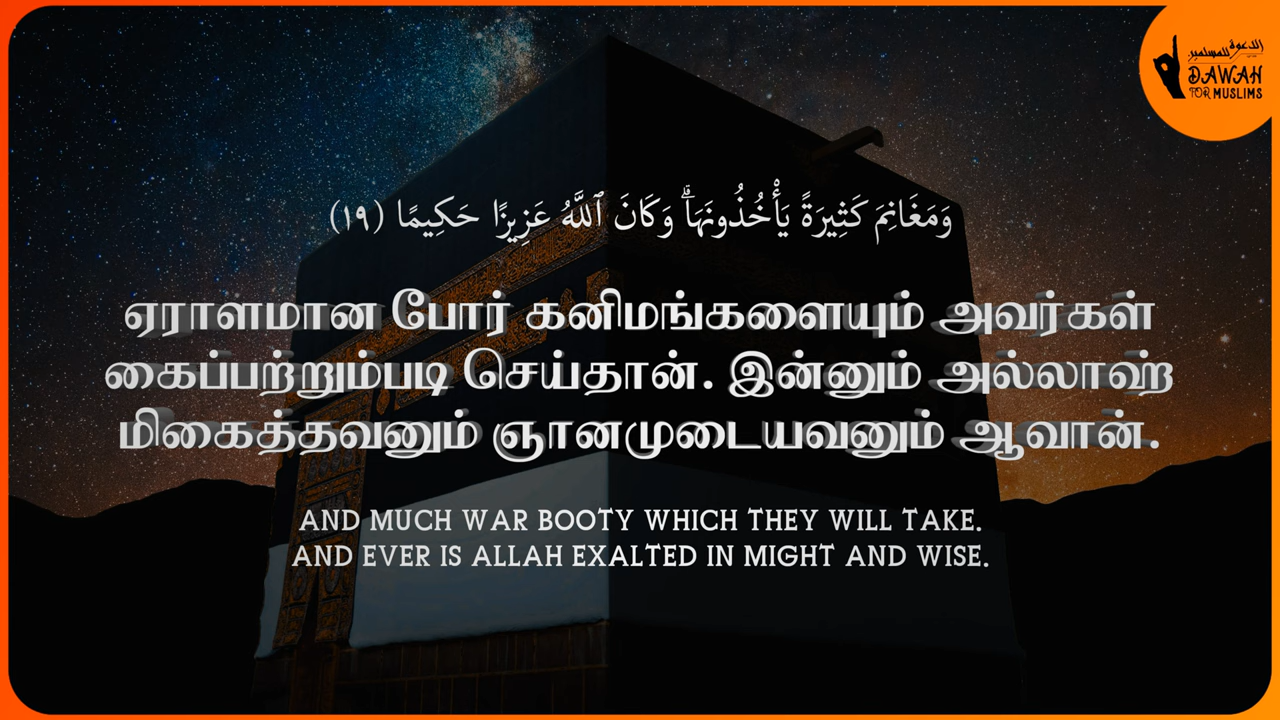 الدعوة للمسلمين
DAWAH
FOR MUSLIMS
وَمَغَانِمَ كَثِيرَةً يَأْخُذُونَهَاۗ وَكَانَ ٱللَّهُ عَزِيزًا حَكِيمًا (١٩)
ஏராளமான போர் கனிமங்களையும் அவர்கள்
கைப்பற்றும்படி செய்தான். இன்னும் அல்லாஹ்
மிகைத்தவனும் ஞானமுடையவனும் ஆவான்.
AND MUCH WAR BOOTY WHICH THEY WILL TAKE.
AND EVER IS ALLAH EXALTED IN MIGHT AND WISE.